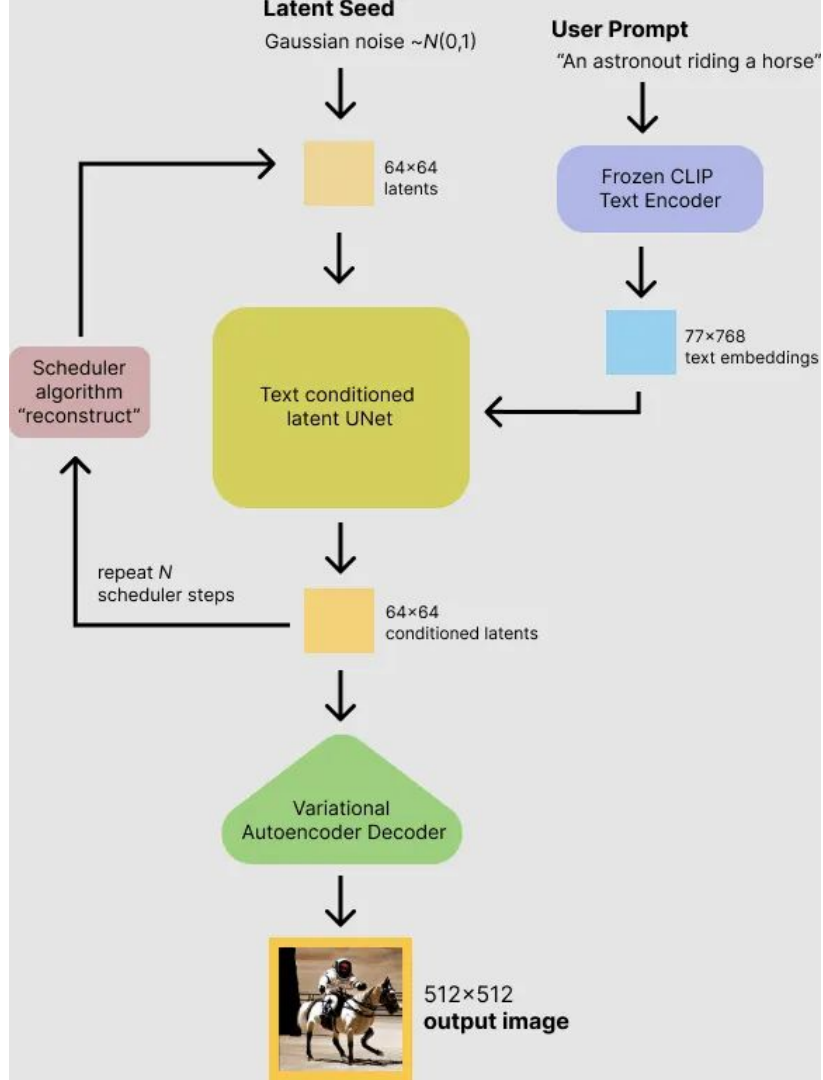 Latent Seed
Gaussian noise ~N(0,1)
User Prompt
“An astronout riding a horse”
64×64
latents
Frozen CLIP
Text Encoder
77×768
text embeddings
Scheduler
algorithm
“reconstruct”
Text conditioned
latent UNet
repeat N
scheduler steps
64×64
conditioned latents
Variational
Autoencoder Decoder
512×512
output image